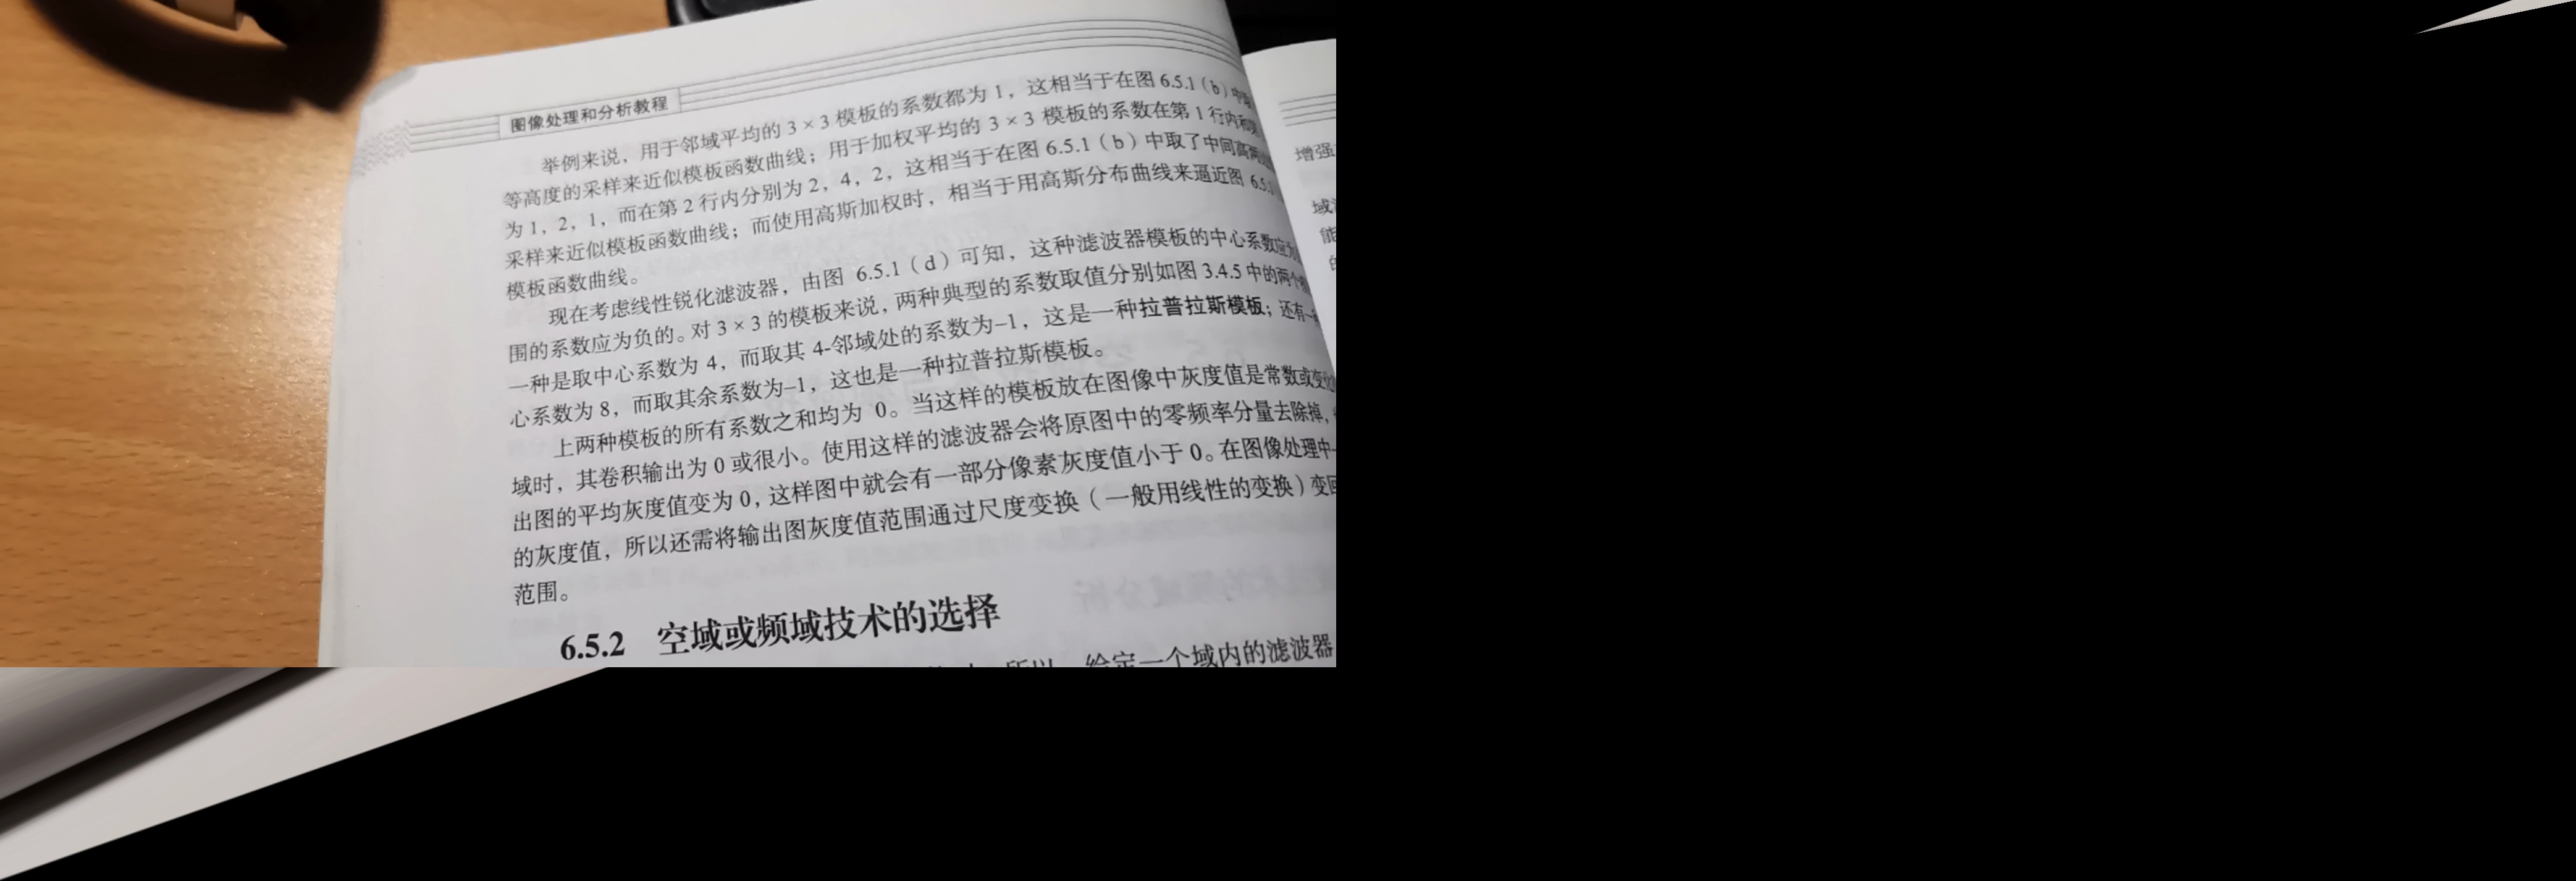 图像处理和分析教程
举例来说，用于邻域平均的 3 × 3 模板的系数都为 1，这相当于在图 6.5.1（b）中
等高度的采样来近似模板函数曲线；用于加权平均的 3 × 3 模板的系数在第 1 行内和
为 1，2，1，而在第 2 行内分别为 2，4，2，这相当于在图 6.5.1（b）中取了中间高两
采样来近似模板函数曲线；而使用高斯加权时，相当于用高斯分布曲线来逼近图 6.5.1
模板函数曲线。
现在考虑线性锐化滤波器，由图 6.5.1（d）可知，这种滤波器模板的中心系数应为
围的系数应为负的。对 3 × 3 的模板来说，两种典型的系数取值分别如图 3.4.5 中的两个
一种是取中心系数为 4，而取其 4-邻域处的系数为–1，这是一种拉普拉斯模板；还有一
心系数为 8，而取其余系数为–1，这也是一种拉普拉斯模板。
上两种模板的所有系数之和均为 0。当这样的模板放在图像中灰度值是常数或变
域时，其卷积输出为 0 或很小。使用这样的滤波器会将原图中的零频率分量去除掉，
出图的平均灰度值变为 0，这样图中就会有一部分像素灰度值小于 0。在图像处理中
的灰度值，所以还需将输出图灰度值范围通过尺度变换（一般用线性的变换）变回
范围。
6.5.2 空域或频域技术的选择
所以，给定一个域内的滤波器
增强
域
能
的